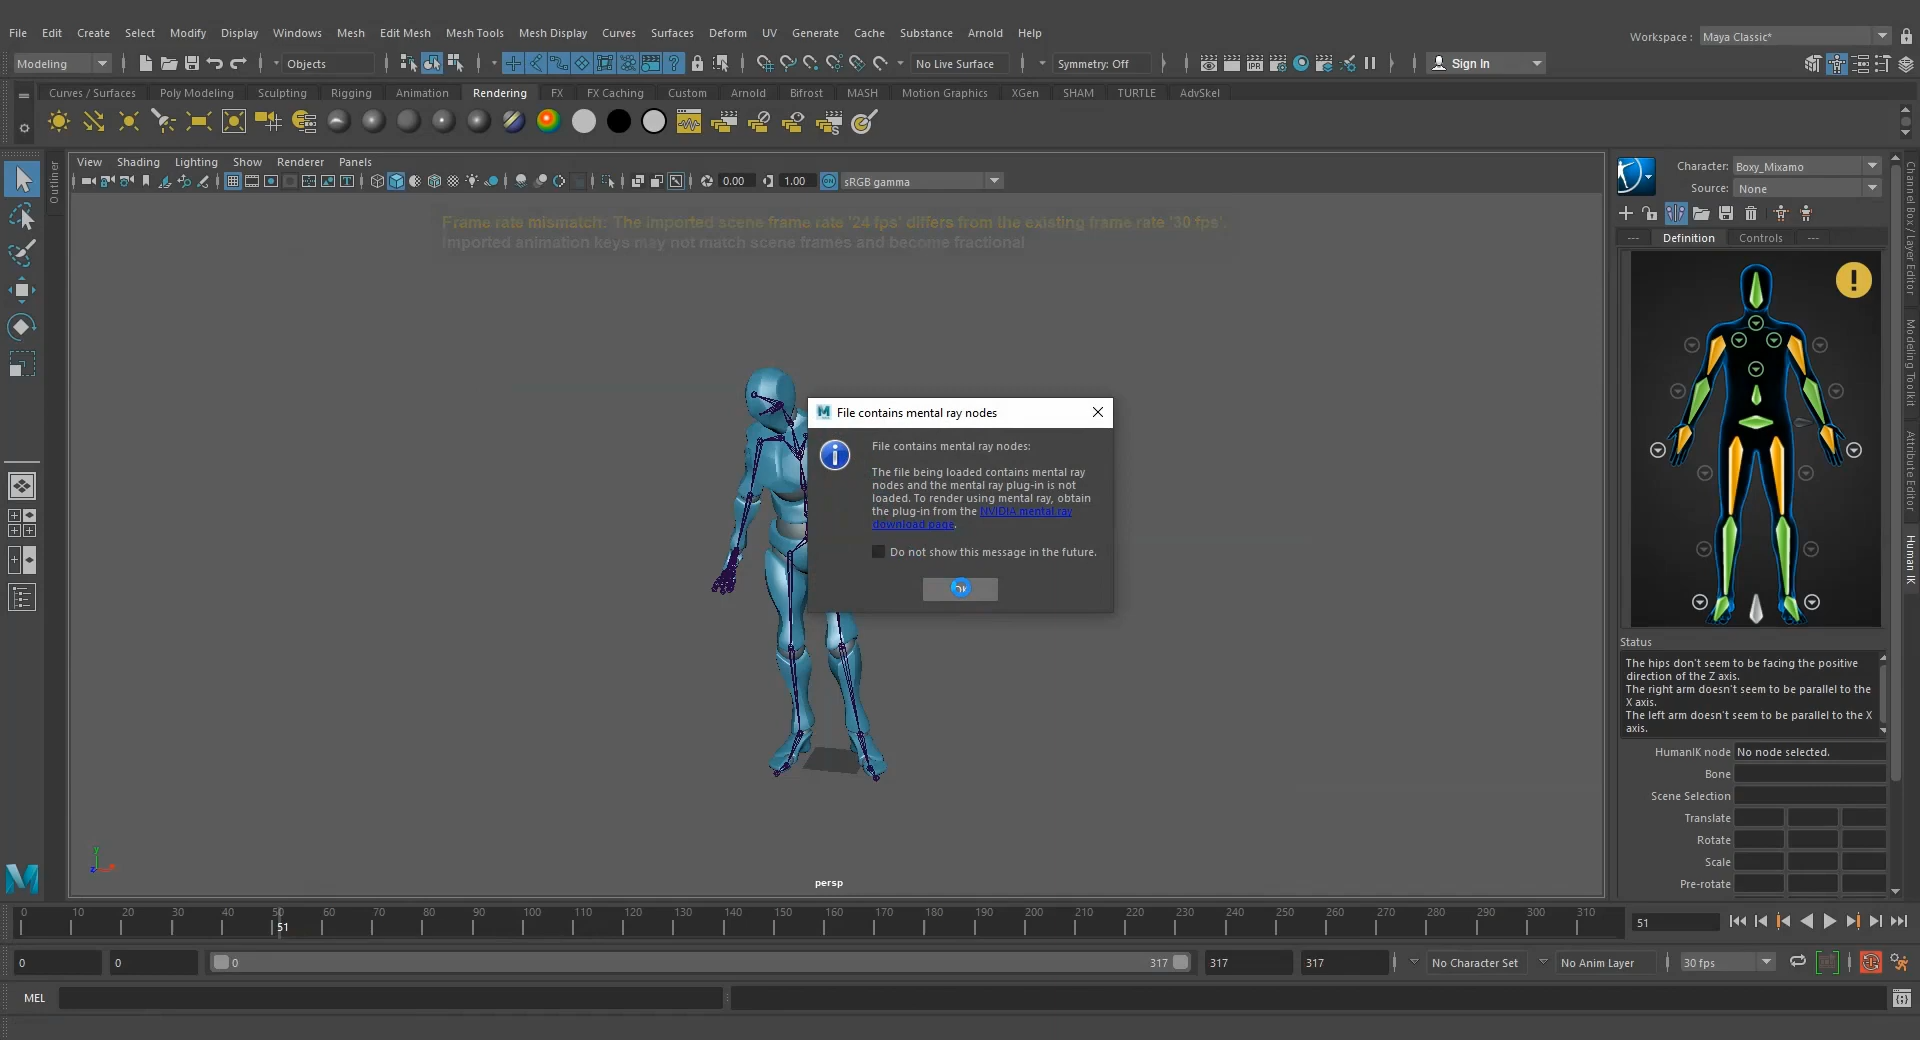 File Edit Create Select Modify Display Windows Mesh Edit Mesh Mesh Tools Mesh Display Curves Surfaces Deform UV Generate Cache Substance Arnold Help
Workspace : Maya Classic*
Modeling Objects No Live Surface Symmetry: Off IPR Sign In
Curves / Surfaces Poly Modeling Sculpting Rigging Animation Rendering FX FX Caching Custom Arnold Bifrost MASH Motion Graphics XGen SHAM TURTLE AdvSkel
Outliner
View Shading Lighting Show Renderer Panels
0.00 1.00 ON sRGB gamma
Frame rate mismatch: The imported scene frame rate '24 fps' differs from the existing frame rate '30 fps'.
Imported animation keys may not match scene frames and become fractional
File contains mental ray nodes
File contains mental ray nodes:
The file being loaded contains mental ray
nodes and the mental ray plug-in is not
loaded. To render using mental ray, obtain
the plug-in from the NVIDIA mental ray
download page.
Do not show this message in the future.
persp
y
z
Character: Boxy_Mixamo
Source: None
--- Definition Controls ---
Status
The hips don't seem to be facing the positive
direction of the Z axis.
The right arm doesn't seem to be parallel to the
X axis.
The left arm doesn't seem to be parallel to the X
axis.
HumanIK node No node selected.
Bone
Scene Selection
Translate
Rotate
Scale
Pre-rotate
Channel Box / Layer Editor
Modeling Toolkit
Attribute Editor
Human IK
0 10 20 30 40 50 60 70 80 90 100 110 120 130 140 150 160 170 180 190 200 210 220 230 240 250 260 270 280 290 300 310
51
51
0 0 0 317 317 317 No Character Set No Anim Layer 30 fps
MEL